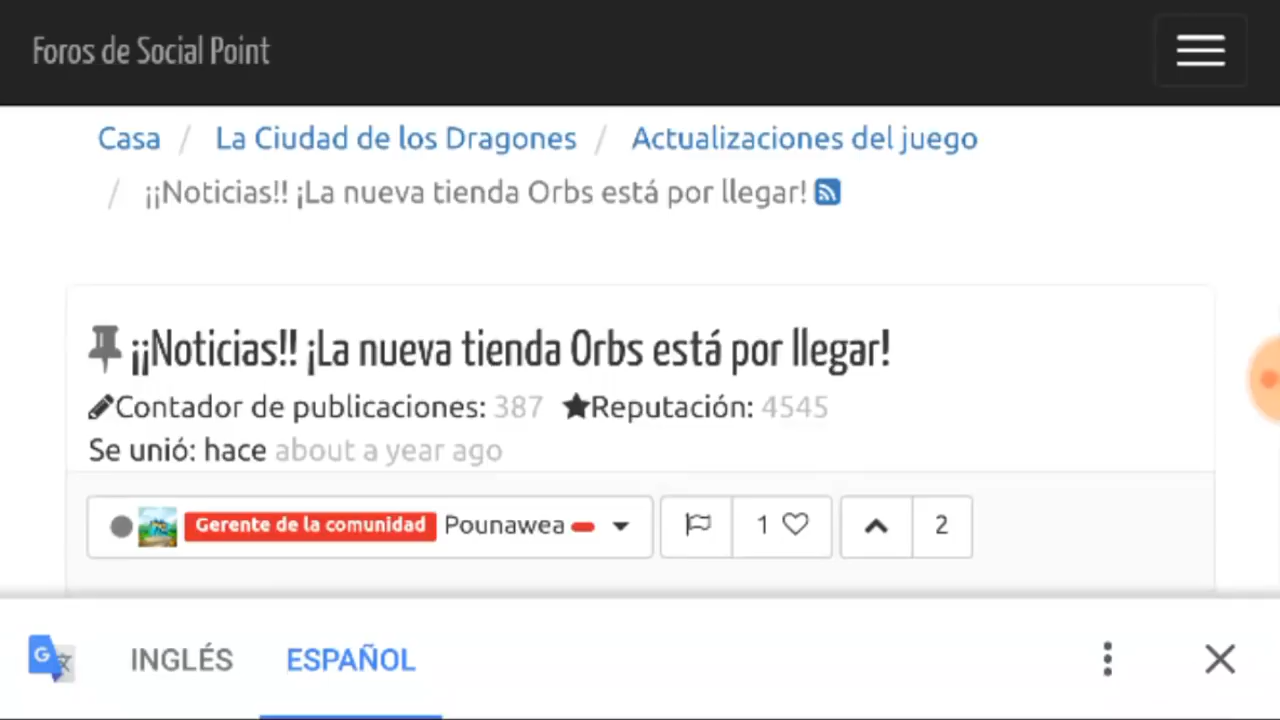 Foros de Social Point
Casa / La Ciudad de los Dragones / Actualizaciones del juego
/ ¡¡Noticias!! ¡La nueva tienda Orbs está por llegar!
¡¡Noticias!! ¡La nueva tienda Orbs está por llegar!
Contador de publicaciones: 387 Reputación: 4545
Se unió: hace about a year ago
Gerente de la comunidad Pounawea 1 2
G 文 INGLÉS ESPAÑOL